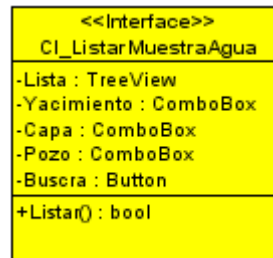 <<Interface>>
CI_ListarMuestraAgua
-Lista : TreeView
-Yacimiento : ComboBox
-Capa : ComboBox
-Pozo : ComboBox
-Buscra : Button
+Listar() : bool